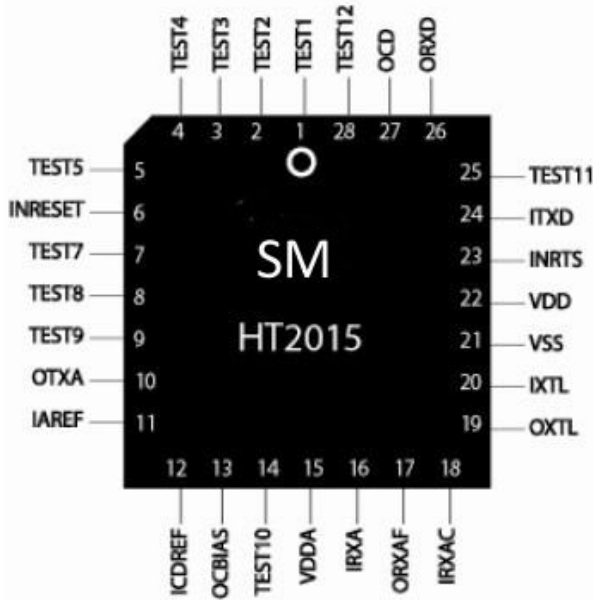 TEST4 TEST3 TEST2 TEST1 TEST12 OCD ORXD
4 3 2 1 28 27 26
TEST5 5 25 TEST11
INRESET 6 24 ITXD
TEST7 7 23 INRTS
SM
TEST8 8 22 VDD
TEST9 9 HT2015 21 VSS
OTXA 10 20 IXTL
IAREF 11 19 OXTL
12 13 14 15 16 17 18
ICDREF OCBIAS TEST10 VDDA IRXA ORXAF IRXAC